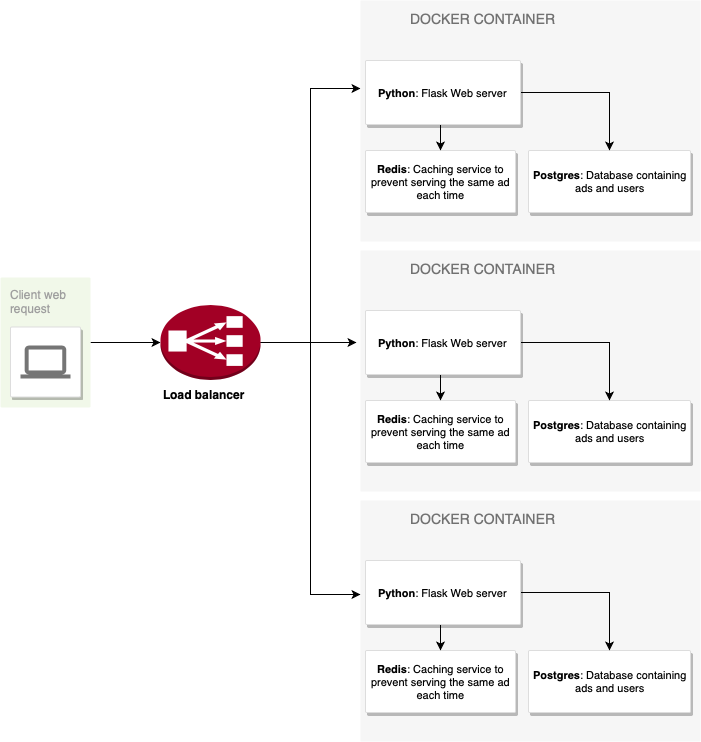 DOCKER CONTAINER
Python: Flask Web server
Redis: Caching service to
prevent serving the same ad
each time
Postgres: Database containing
ads and users
Client web
request
Load balancer
DOCKER CONTAINER
Python: Flask Web server
Redis: Caching service to
prevent serving the same ad
each time
Postgres: Database containing
ads and users
DOCKER CONTAINER
Python: Flask Web server
Redis: Caching service to
prevent serving the same ad
each time
Postgres: Database containing
ads and users